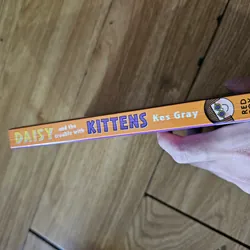 DAISY and the trouble with KITTENS Kes Gray
RED